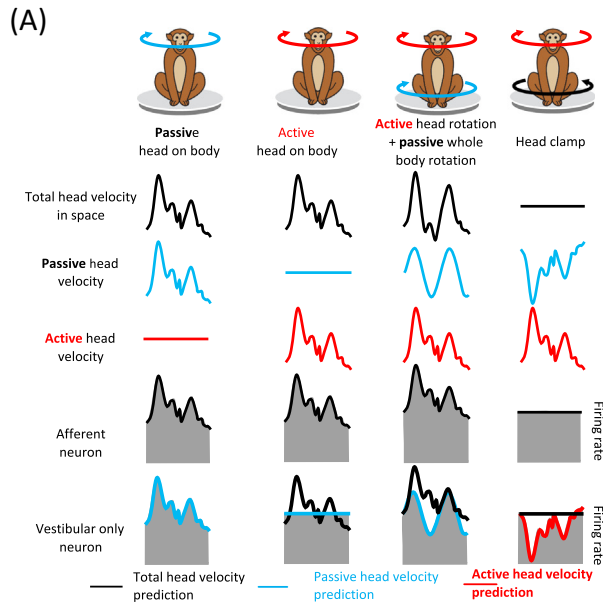 (A)
Passive
head on body
Active
head on body
Active head rotation
+ passive whole
body rotation
Head clamp
Total head velocity
in space
Passive head
velocity
Active head
velocity
Afferent
neuron
Firing rate
Vestibular only
neuron
Firing rate
Total head velocity
prediction
Passive head velocity
prediction
Active head velocity
prediction